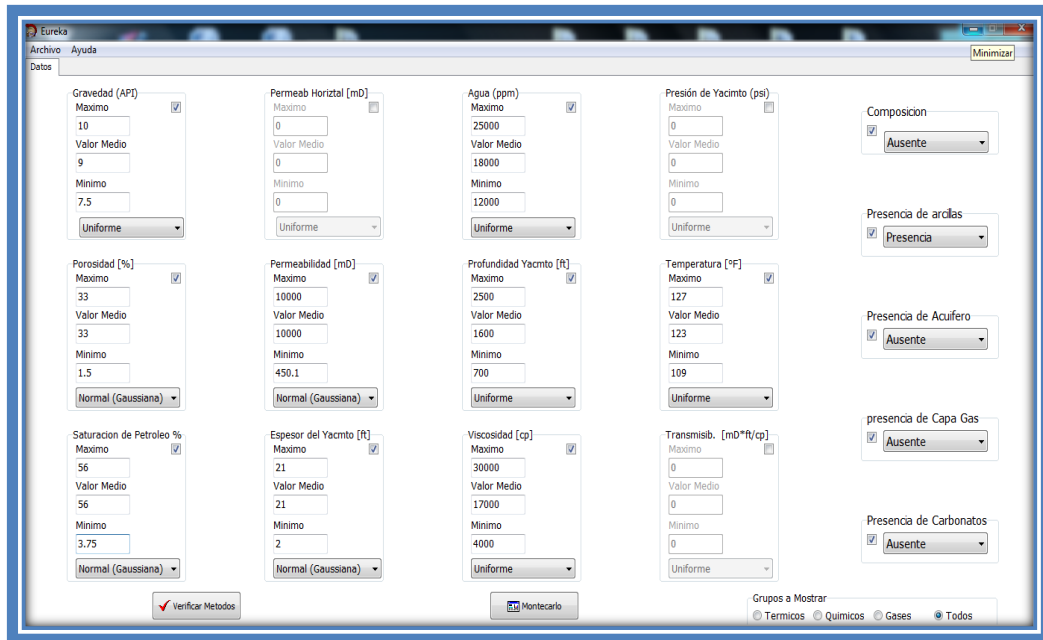 Eureka
Archivo Ayuda
Minimizar
Datos
Gravedad (API)
Maximo
10
Valor Medio
9
Minimo
7.5
Uniforme
Permeab Horiztal [mD]
Maximo
0
Valor Medio
0
Minimo
0
Uniforme
Agua (ppm)
Maximo
25000
Valor Medio
18000
Minimo
12000
Uniforme
Presión de Yacimto (psi)
Maximo
0
Valor Medio
0
Minimo
0
Uniforme
Composicion
Ausente
Porosidad [%]
Maximo
33
Valor Medio
33
Minimo
1.5
Normal (Gaussiana)
Permeabilidad [mD]
Maximo
10000
Valor Medio
10000
Minimo
450.1
Normal (Gaussiana)
Profundidad Yacmto [ft]
Maximo
2500
Valor Medio
1600
Minimo
700
Uniforme
Temperatura [ºF]
Maximo
127
Valor Medio
123
Minimo
109
Uniforme
Presencia de arcillas
Presencia
Presencia de Acuifero
Ausente
Saturacion de Petroleo %
Maximo
56
Valor Medio
56
Minimo
3.75
Normal (Gaussiana)
Espesor del Yacmto [ft]
Maximo
21
Valor Medio
21
Minimo
2
Normal (Gaussiana)
Viscosidad [cp]
Maximo
30000
Valor Medio
17000
Minimo
4000
Uniforme
Transmisib. [mD*ft/cp]
Maximo
0
Valor Medio
0
Minimo
0
Uniforme
presencia de Capa Gas
Ausente
Presencia de Carbonatos
Ausente
Verificar Metodos
Montecarlo
Grupos a Mostrar
Termicos Quimicos Gases Todos